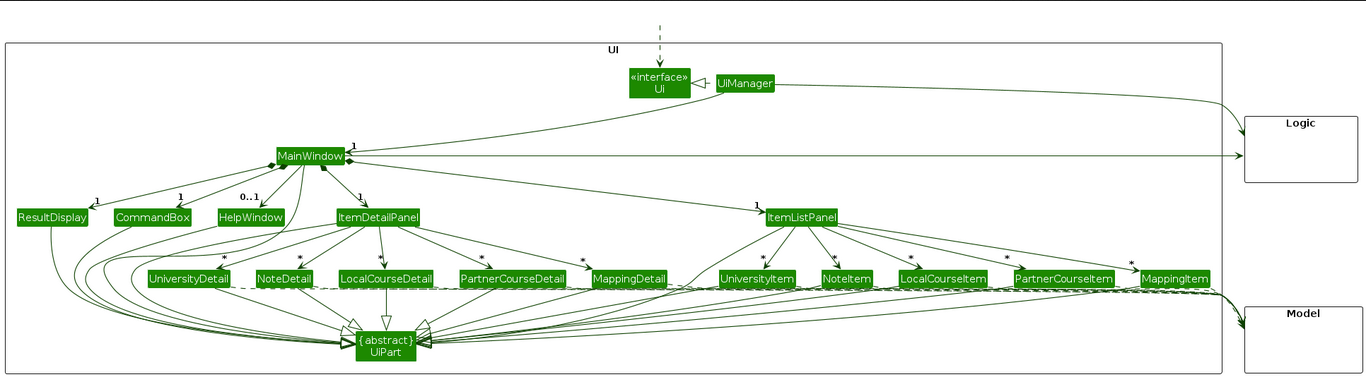 UI
«interface»
Ui
UiManager
Logic
1
MainWindow
1
1
0..1
1
1
ResultDisplay
CommandBox
HelpWindow
ItemDetailPanel
ItemListPanel
*
*
*
*
*
*
*
*
*
*
UniversityDetail
NoteDetail
LocalCourseDetail
PartnerCourseDetail
MappingDetail
UniversityItem
NoteItem
LocalCourseItem
PartnerCourseItem
MappingItem
Model
{abstract}
UiPart